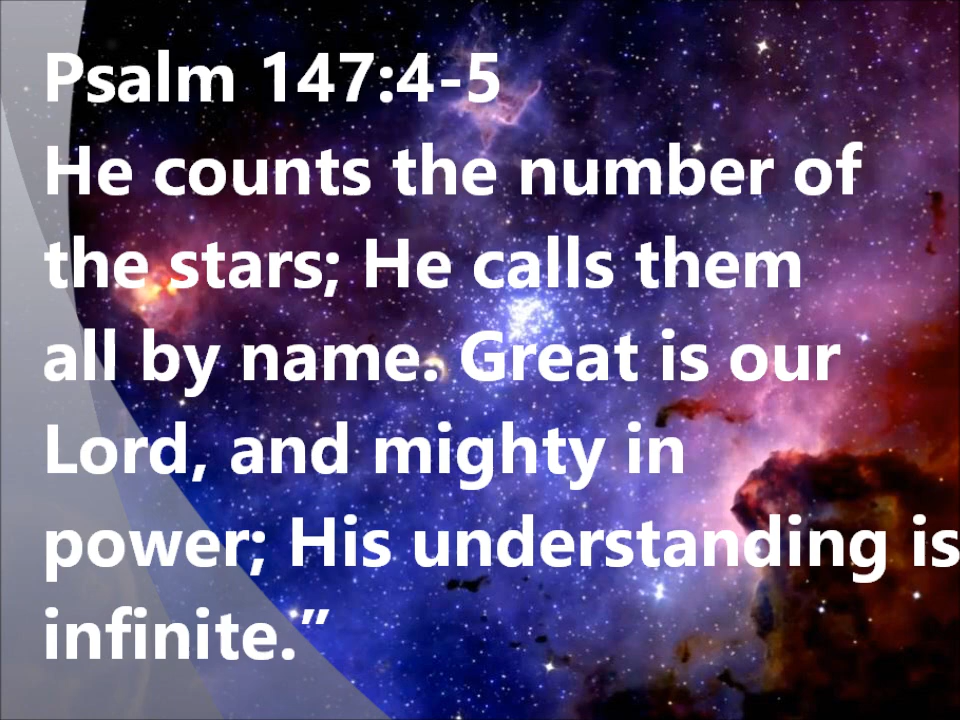 Psalm 147:4-5
He counts the number of
the stars; He calls them
all by name. Great is our
Lord, and mighty in
power; His understanding is
infinite.”